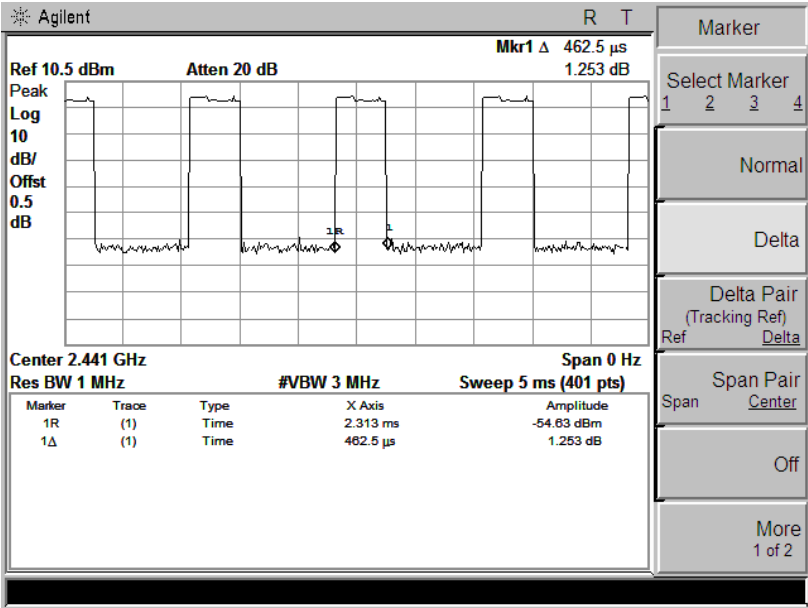 Agilent R T
Mkr1 Δ 462.5 µs
Ref 10.5 dBm Atten 20 dB 1.253 dB
Peak
Log
10
dB/
Offst
0.5
dB
1R
1
Center 2.441 GHz Span 0 Hz
Res BW 1 MHz #VBW 3 MHz Sweep 5 ms (401 pts)
Marker Trace Type X Axis Amplitude
1R (1) Time 2.313 ms -54.63 dBm
1Δ (1) Time 462.5 µs 1.253 dB
Marker
Select Marker
1 2 3 4
Normal
Delta
Delta Pair
(Tracking Ref)
Ref Delta
Span Pair
Span Center
Off
More
1 of 2